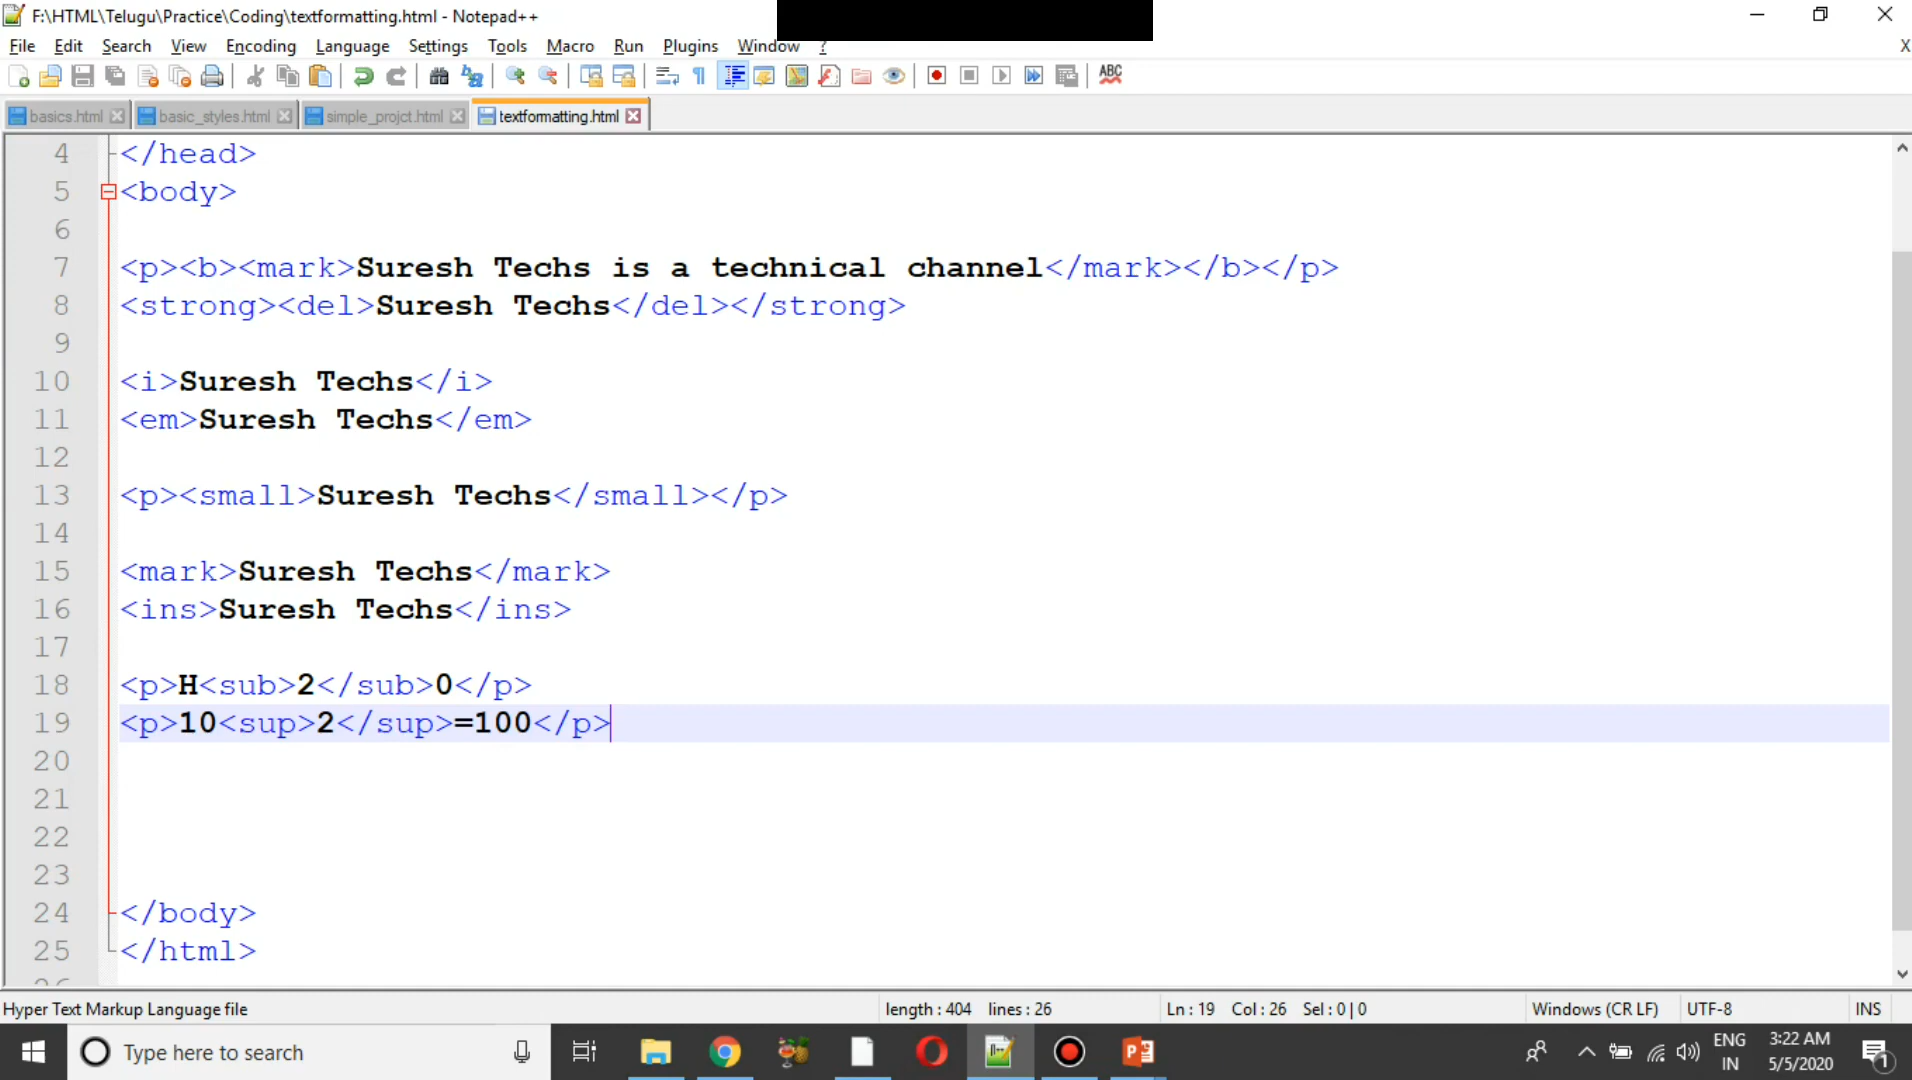 F:\HTML\Telugu\Practice\Coding\textformatting.html - Notepad++
File Edit Search View Encoding Language Settings Tools Macro Run Plugins Window ? X
ABC
basics.html basic_styles.html simple_projct.html textformatting.html
4 </head>
5 <body>
6
7 <p><b><mark>Suresh Techs is a technical channel</mark></b></p>
8 <strong><del>Suresh Techs</del></strong>
9
10 <i>Suresh Techs</i>
11 <em>Suresh Techs</em>
12
13 <p><small>Suresh Techs</small></p>
14
15 <mark>Suresh Techs</mark>
16 <ins>Suresh Techs</ins>
17
18 <p>H<sub>2</sub>0</p>
19 <p>10<sup>2</sup>=100</p>
20
21
22
23
24 </body>
25 </html>
Hyper Text Markup Language file length : 404 lines : 26 Ln : 19 Col : 26 Sel : 0 | 0 Windows (CR LF) UTF-8 INS
Type here to search ENG IN 3:22 AM 5/5/2020 1